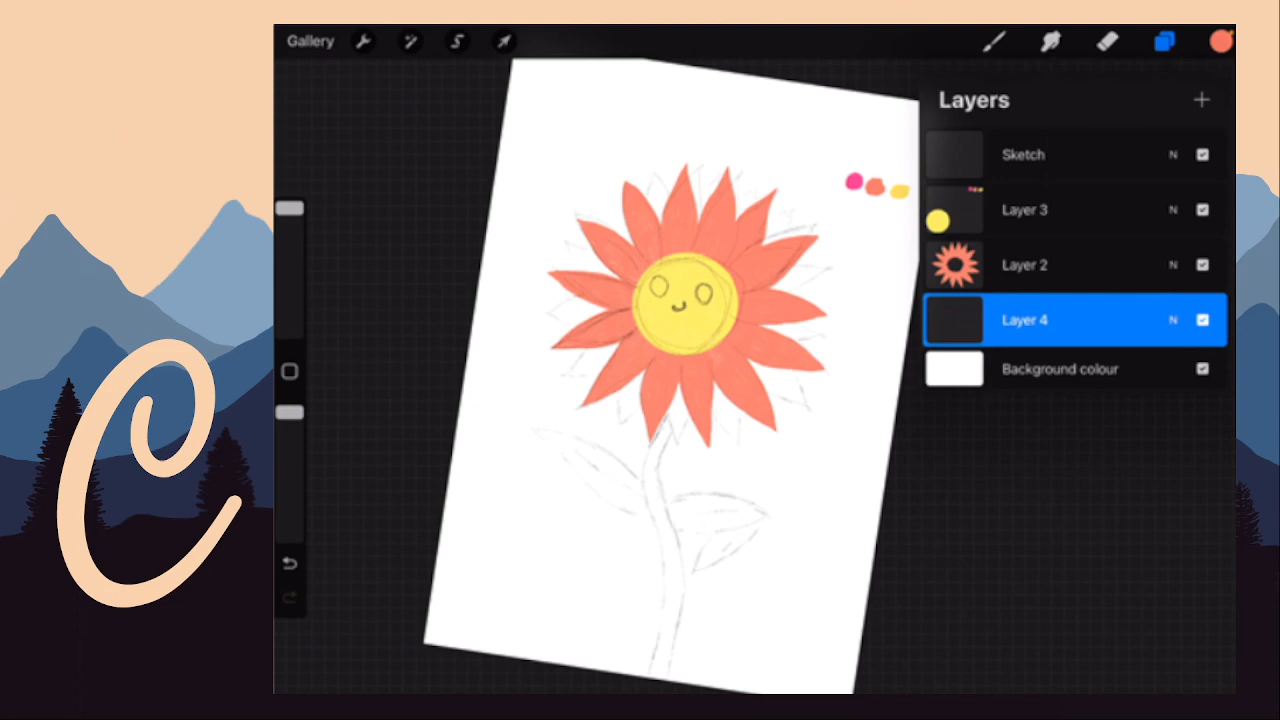 Gallery
Layers
Sketch N
Layer 3 N
Layer 2 N
Layer 4 N
Background colour
C